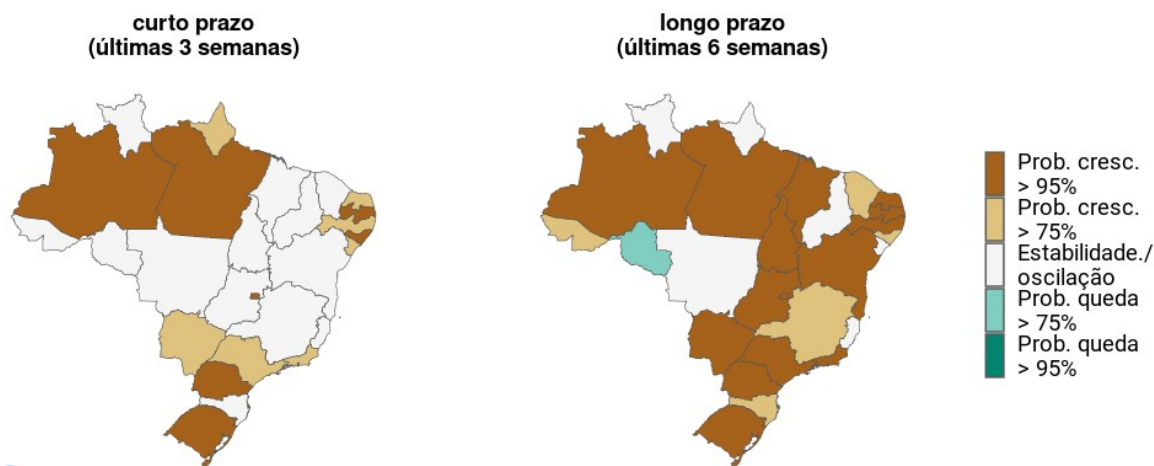 curto prazo
(últimas 3 semanas)
longo prazo
(últimas 6 semanas)
Prob. cresc.
> 95%
Prob. cresc.
> 75%
Estabilidade./
oscilação
Prob. queda
> 75%
Prob. queda
> 95%